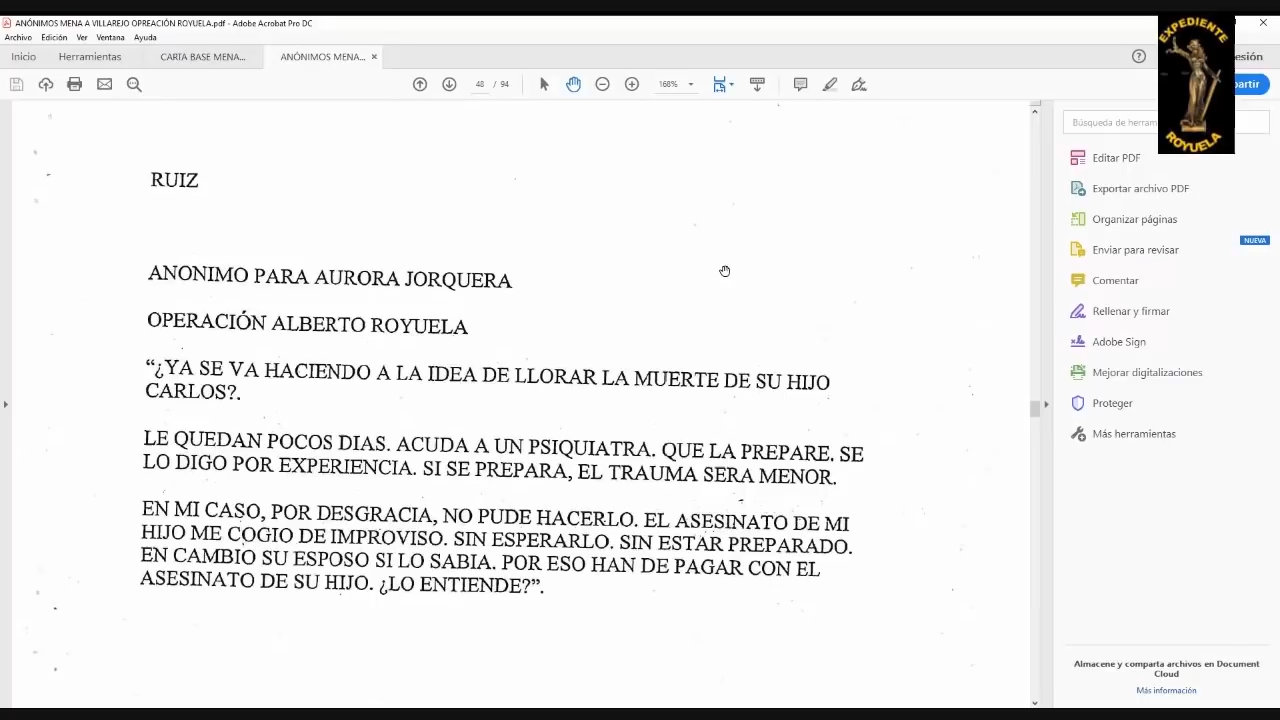 ANÓNIMOS MENA A VILLAREJO OPREACIÓN ROYUELA.pdf - Adobe Acrobat Pro DC
Archivo Edición Ver Ventana Ayuda
Inicio Herramientas CARTA BASE MENA... ANÓNIMOS MENA... × ? esión
48 / 94 168% partir
EXPEDIENTE
ROYUELA
RUIZ
ANONIMO PARA AURORA JORQUERA
OPERACIÓN ALBERTO ROYUELA
“¿YA SE VA HACIENDO A LA IDEA DE LLORAR LA MUERTE DE SU HIJO
CARLOS?.
LE QUEDAN POCOS DIAS. ACUDA A UN PSIQUIATRA. QUE LA PREPARE. SE
LO DIGO POR EXPERIENCIA. SI SE PREPARA, EL TRAUMA SERA MENOR.
EN MI CASO, POR DESGRACIA, NO PUDE HACERLO. EL ASESINATO DE MI
HIJO ME COGIO DE IMPROVISO. SIN ESPERARLO. SIN ESTAR PREPARADO.
EN CAMBIO SU ESPOSO SI LO SABIA. POR ESO HAN DE PAGAR CON EL
ASESINATO DE SU HIJO. ¿LO ENTIENDE?”.
Búsqueda de herram
Editar PDF
Exportar archivo PDF
Organizar páginas
NUEVA
Enviar para revisar
Comentar
Rellenar y firmar
Adobe Sign
Mejorar digitalizaciones
Proteger
Más herramientas
Almacene y comparta archivos en Document
Cloud
Más información